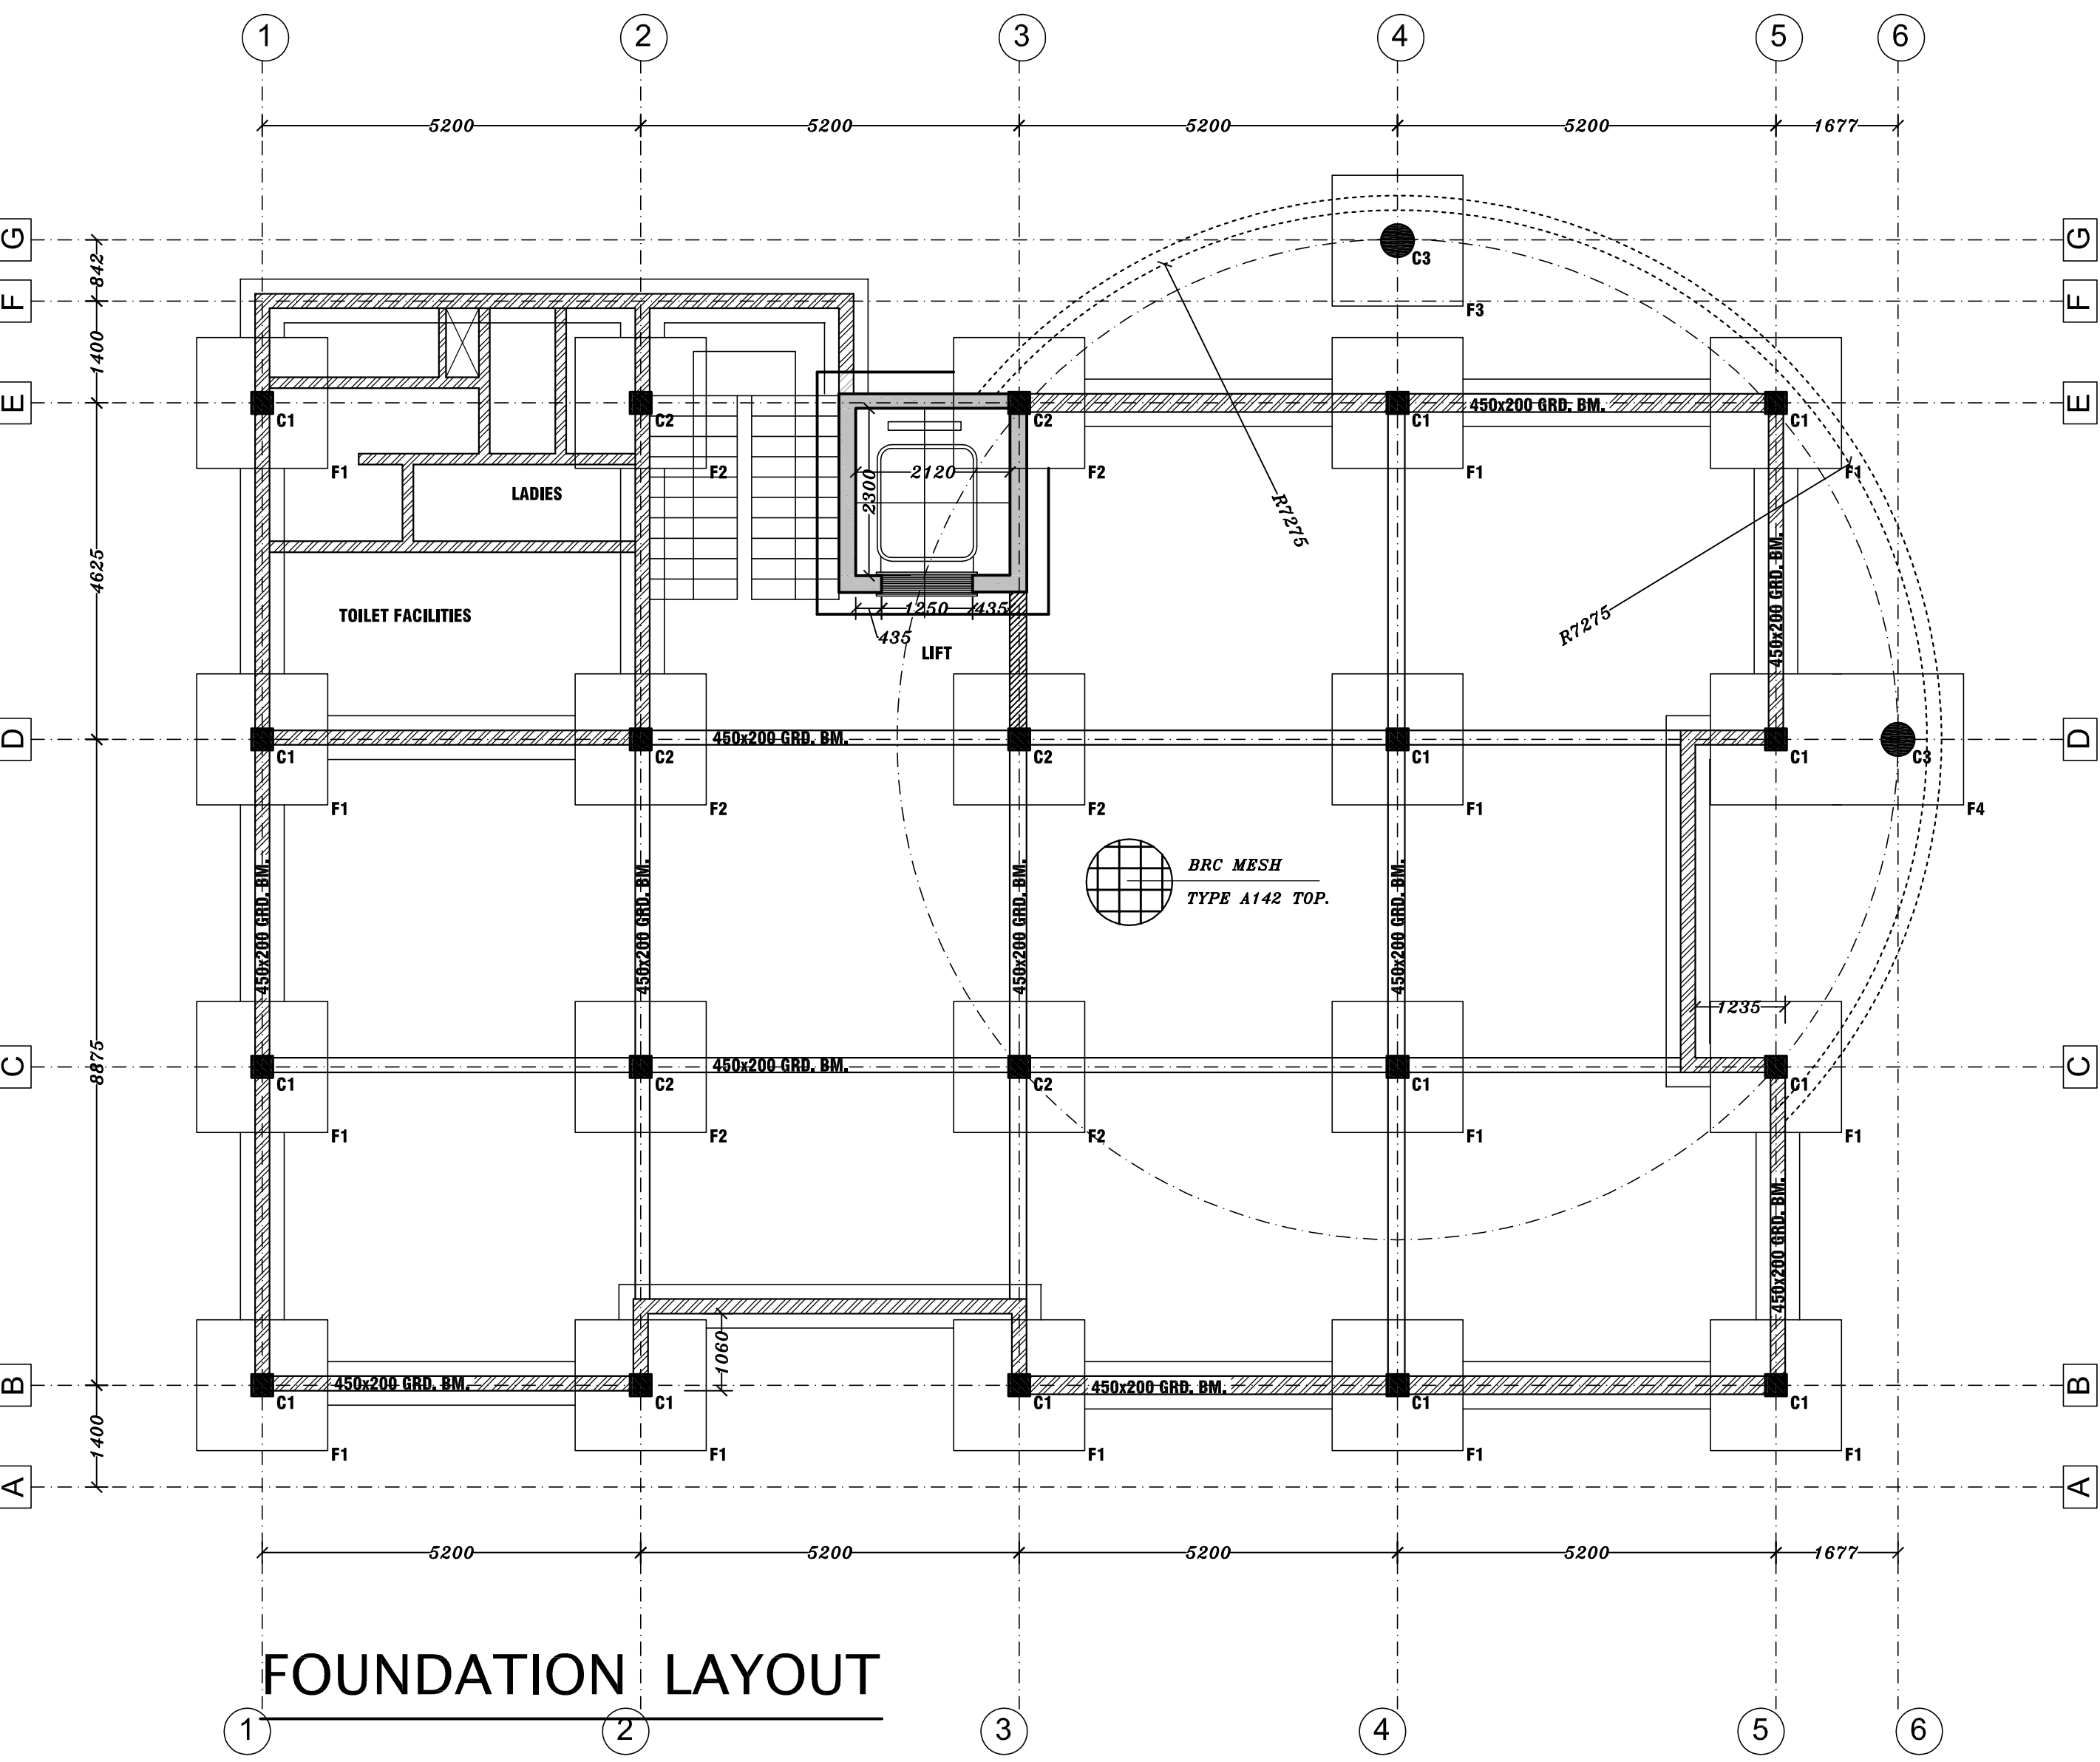 1 2 3 4 5 6
5200 5200 5200 5200 1677
G G
842
C3
F F
F3
1400
E E
C1 C2 C2 C1 450x200 GRD. BM. C1
F1 F2 2120 F2 F1 F1
2300
LADIES
R7275
4625
450x200 GRD. BM.
TOILET FACILITIES
1250 435
435
R7275
LIFT
D D
450x200 GRD. BM.
C1 C2 C2 C1 C1 C3
F1 F2 F2 F1 F4
BRC MESH
TYPE A142 TOP.
450x200 GRD. BM.
450x200 GRD. BM.
450x200 GRD. BM.
450x200 GRD. BM.
1235
8875
C C
450x200 GRD. BM.
C1 C2 C2 C1 C1
F1 F2 F2 F1 F1
450x200 GRD. BM.
1060
B B
450x200 GRD. BM. 450x200 GRD. BM.
C1 C1 C1 C1 C1
F1 F1 F1 F1 F1
1400
A A
5200 5200 5200 5200 1677
FOUNDATION LAYOUT
1 2 3 4 5 6